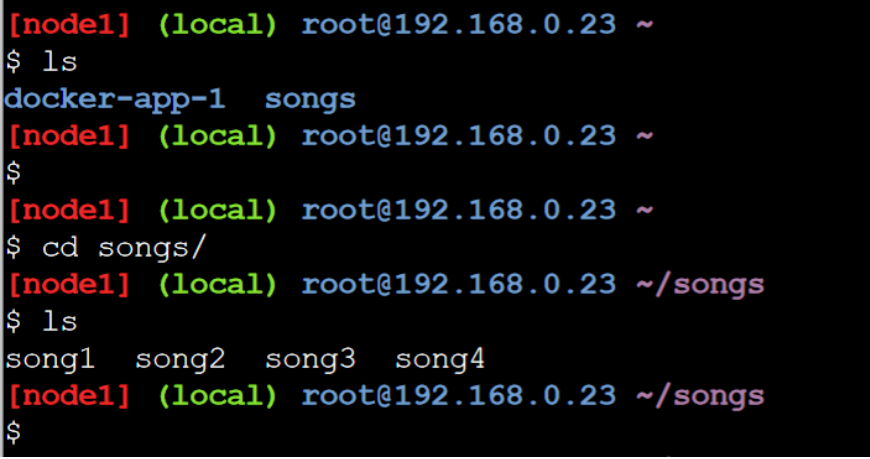 [node1] (local) root@192.168.0.23 ~
$ ls
docker-app-1  songs
[node1] (local) root@192.168.0.23 ~
$
[node1] (local) root@192.168.0.23 ~
$ cd songs/
[node1] (local) root@192.168.0.23 ~/songs
$ ls
song1  song2  song3  song4
[node1] (local) root@192.168.0.23 ~/songs
$